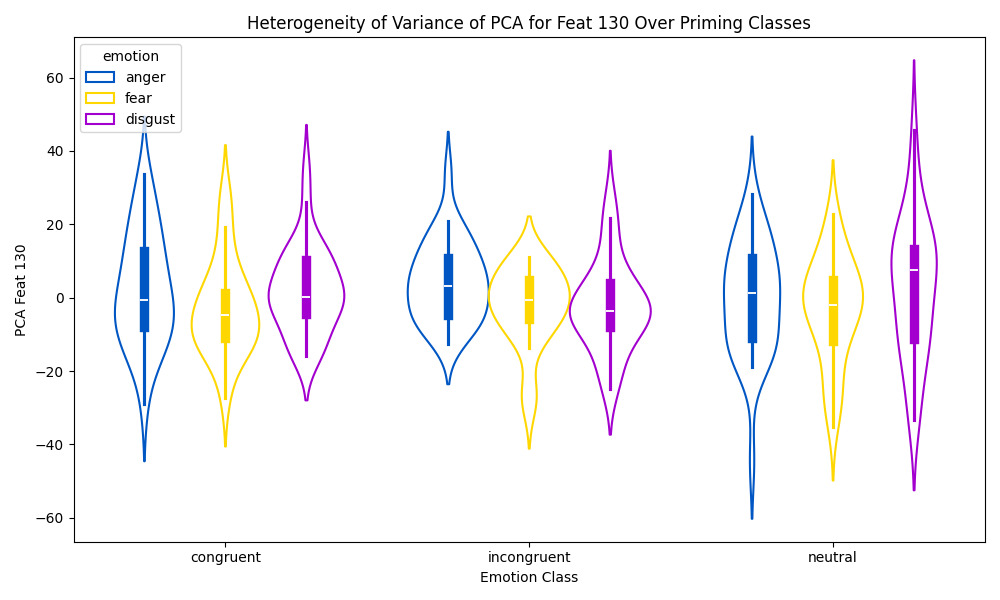 Heterogeneity of Variance of PCA for Feat 130 Over Priming Classes
emotion
anger
fear
disgust
60
40
20
0
−20
−40
−60
PCA Feat 130
congruent
incongruent
neutral
Emotion Class